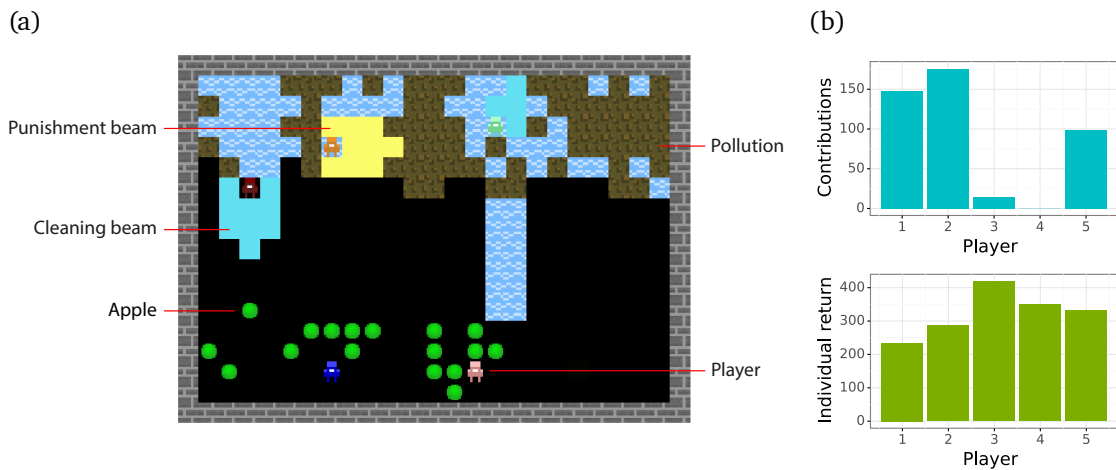 (a)
Punishment beam
Cleaning beam
Apple
Pollution
Player
(b)
Contributions
150
100
50
0
1 2 3 4 5
Player
Individual return
400
300
200
100
0
1 2 3 4 5
Player